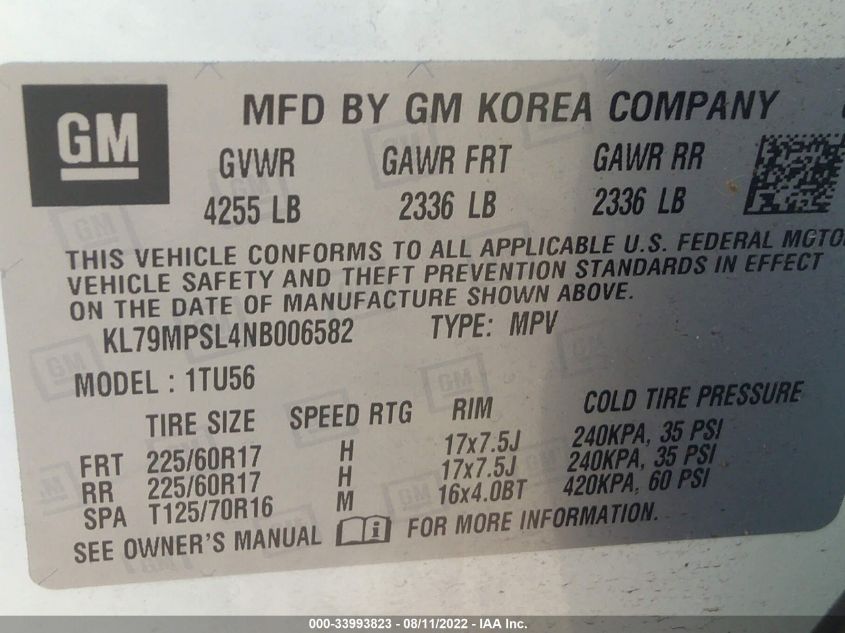 GM
MFD BY GM KOREA COMPANY
GVWR GAWR FRT GAWR RR
4255 LB 2336 LB 2336 LB
THIS VEHICLE CONFORMS TO ALL APPLICABLE U.S. FEDERAL MOTO
VEHICLE SAFETY AND THEFT PREVENTION STANDARDS IN EFFECT
ON THE DATE OF MANUFACTURE SHOWN ABOVE.
KL79MPSL4NB006582 TYPE: MPV
MODEL : 1TU56
TIRE SIZE SPEED RTG RIM COLD TIRE PRESSURE
FRT 225/60R17 H 17x7.5J 240KPA, 35 PSI
RR 225/60R17 H 17x7.5J 240KPA, 35 PSI
SPA T125/70R16 M 16x4.0BT 420KPA, 60 PSI
SEE OWNER'S MANUAL i FOR MORE INFORMATION.
000-33993823 - 08/11/2022 - IAA Inc.